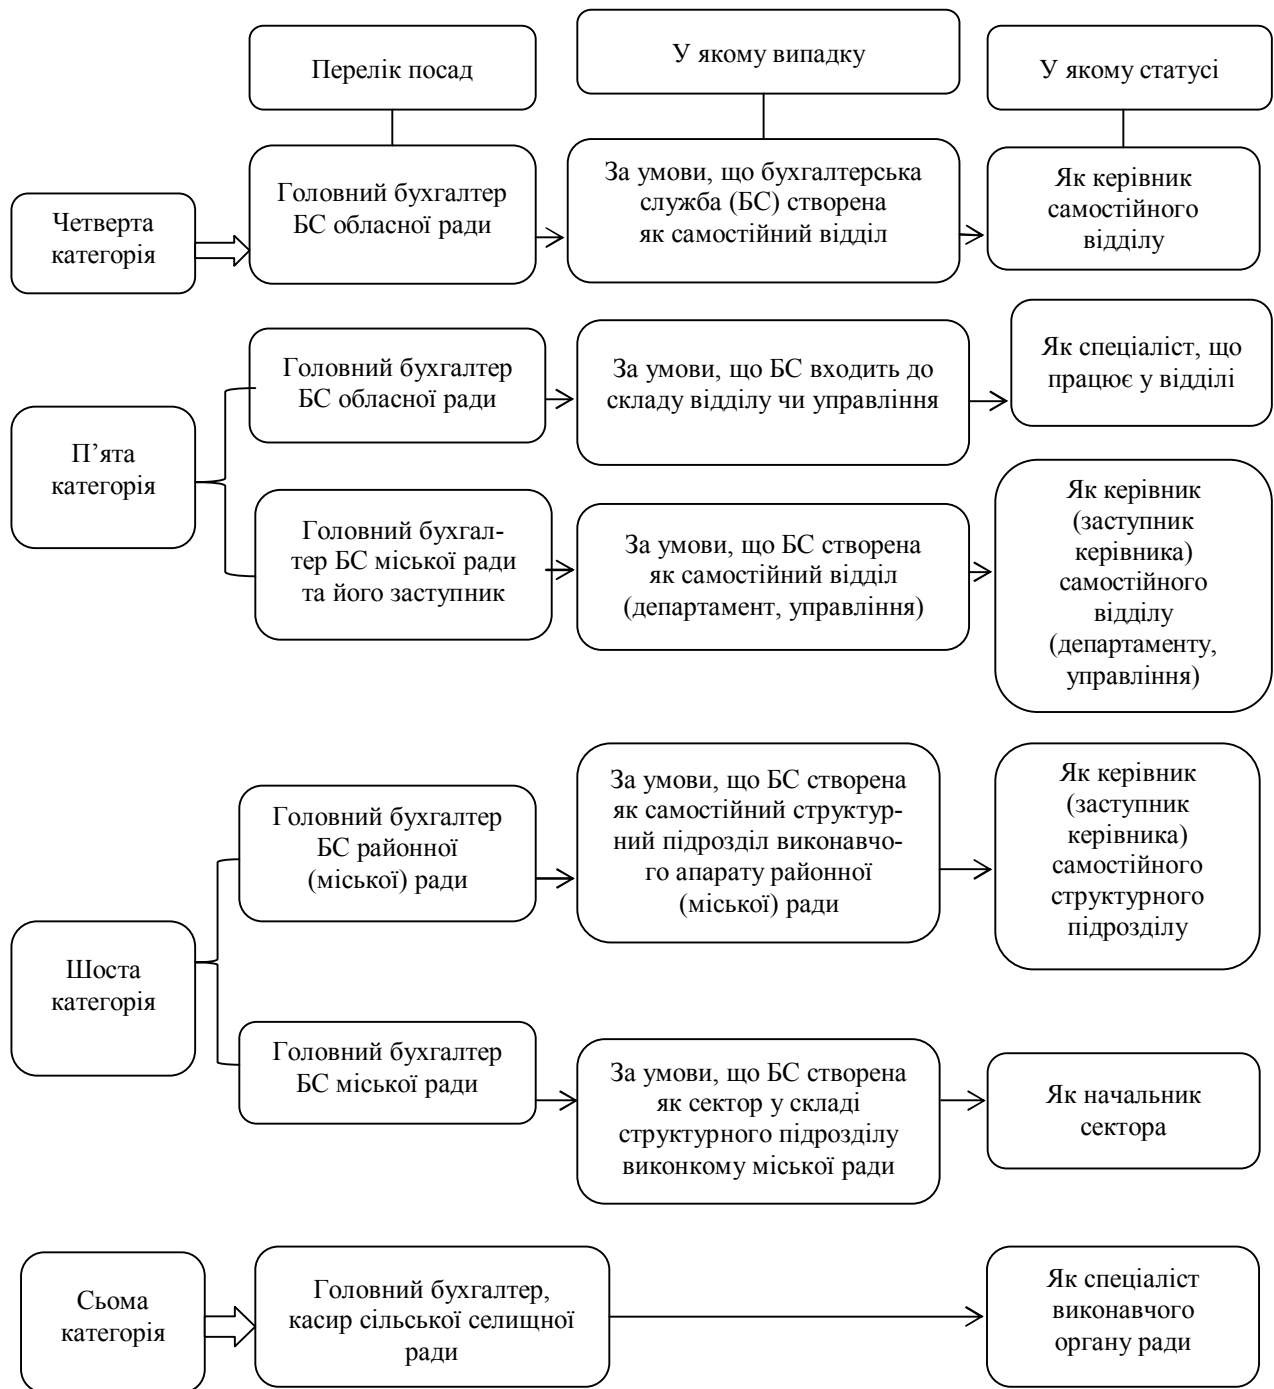 Перелік посад
У якому випадку
У якому статусі
Четверта
категорія
Головний бухгалтер
БС обласної ради
За умови, що бухгалтерська
служба (БС) створена
як самостійний відділ
Як керівник
самостійного
відділу
П’ята
категорія
Головний бухгалтер
БС обласної ради
За умови, що БС входить до
складу відділу чи управління
Як спеціаліст, що
працює у відділі
Головний бухгал-
тер БС міської ради
та його заступник
За умови, що БС створена
як самостійний відділ
(департамент, управління)
Як керівник
(заступник
керівника)
самостійного
відділу
(департаменту,
управління)
Шоста
категорія
Головний бухгалтер
БС районної
(міської) ради
За умови, що БС створена
як самостійний структур-
ний підрозділ виконавчо-
го апарату районної
(міської) ради
Як керівник
(заступник
керівника)
самостійного
структурного
підрозділу
Головний бухгалтер
БС міської ради
За умови, що БС створена
як сектор у складі
структурного підрозділу
виконкому міської ради
Як начальник
сектора
Сьома
категорія
Головний бухгалтер,
касир сільської селищної
ради
Як спеціаліст
виконавчого
органу ради